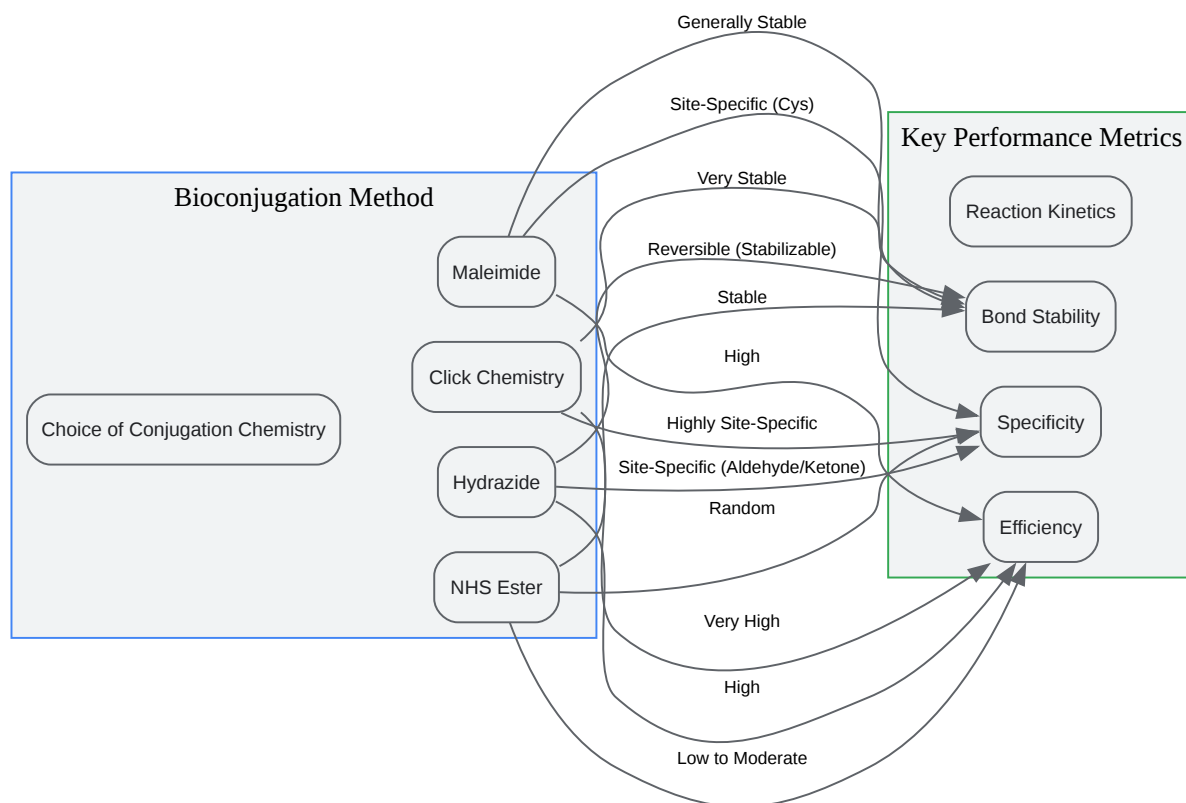 Generally Stable
Site-Specific (Cys)
Key Performance Metrics
Bioconjugation Method
Very Stable
Reaction Kinetics
Maleimide
Reversible (Stabilizable)
Stable
Bond Stability
High
Click Chemistry
Choice of Conjugation Chemistry
Highly Site-Specific
Specificity
Site-Specific (Aldehyde/Ketone)
Hydrazide
Random
Efficiency
NHS Ester
Very High
High
Low to Moderate